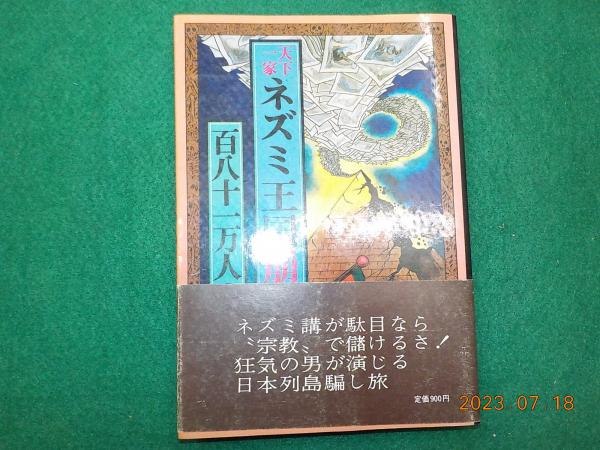 天下一家
ネズミ王国
百八十一万人
ネズミ講が駄目なら
〝宗教〟で儲けるさ！
狂気の男が演じる
日本列島騙し旅
定価900円
2023 07 18